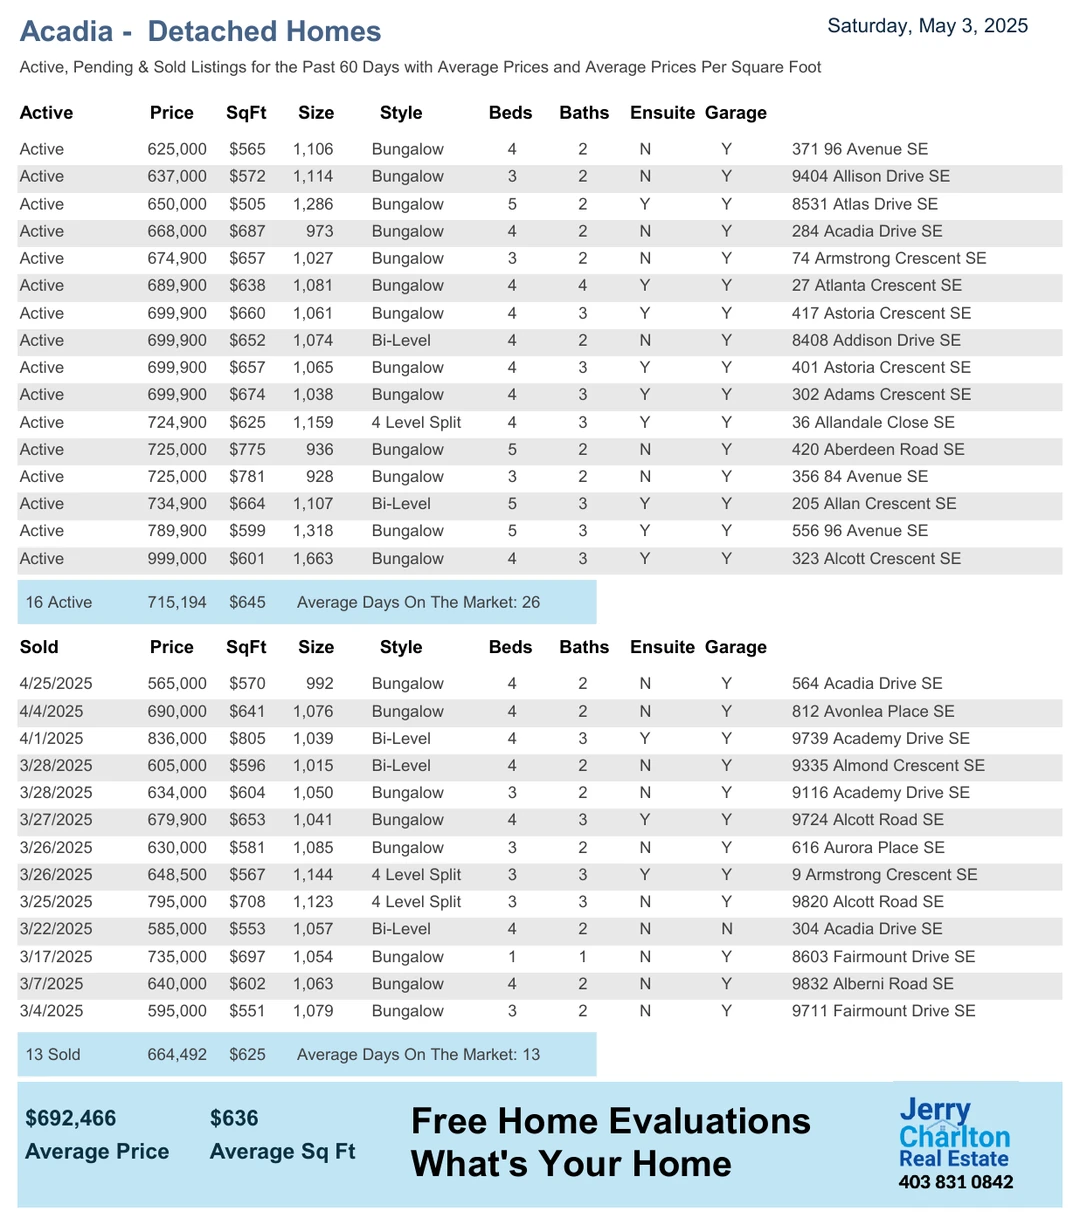 Acadia - Detached Homes
Saturday, May 3, 2025
Active, Pending & Sold Listings for the Past 60 Days with Average Prices and Average Prices Per Square Foot
Active Price SqFt Size Style Beds Baths Ensuite Garage
Active 625,000 $565 1,106 Bungalow 4 2 N Y 371 96 Avenue SE
Active 637,000 $572 1,114 Bungalow 3 2 N Y 9404 Allison Drive SE
Active 650,000 $505 1,286 Bungalow 5 2 Y Y 8531 Atlas Drive SE
Active 668,000 $687 973 Bungalow 4 2 N Y 284 Acadia Drive SE
Active 674,900 $657 1,027 Bungalow 3 2 N Y 74 Armstrong Crescent SE
Active 689,900 $638 1,081 Bungalow 4 4 Y Y 27 Atlanta Crescent SE
Active 699,900 $660 1,061 Bungalow 4 3 Y Y 417 Astoria Crescent SE
Active 699,900 $652 1,074 Bi-Level 4 2 N Y 8408 Addison Drive SE
Active 699,900 $657 1,065 Bungalow 4 3 Y Y 401 Astoria Crescent SE
Active 699,900 $674 1,038 Bungalow 4 3 Y Y 302 Adams Crescent SE
Active 724,900 $625 1,159 4 Level Split 4 3 Y Y 36 Allandale Close SE
Active 725,000 $775 936 Bungalow 5 2 N Y 420 Aberdeen Road SE
Active 725,000 $781 928 Bungalow 3 2 N Y 356 84 Avenue SE
Active 734,900 $664 1,107 Bi-Level 5 3 Y Y 205 Allan Crescent SE
Active 789,900 $599 1,318 Bungalow 5 3 Y Y 556 96 Avenue SE
Active 999,000 $601 1,663 Bungalow 4 3 Y Y 323 Alcott Crescent SE
16 Active 715,194 $645 Average Days On The Market: 26
Sold Price SqFt Size Style Beds Baths Ensuite Garage
4/25/2025 565,000 $570 992 Bungalow 4 2 N Y 564 Acadia Drive SE
4/4/2025 690,000 $641 1,076 Bungalow 4 2 N Y 812 Avonlea Place SE
4/1/2025 836,000 $805 1,039 Bi-Level 4 3 Y Y 9739 Academy Drive SE
3/28/2025 605,000 $596 1,015 Bi-Level 4 2 N Y 9335 Almond Crescent SE
3/28/2025 634,000 $604 1,050 Bungalow 3 2 N Y 9116 Academy Drive SE
3/27/2025 679,900 $653 1,041 Bungalow 4 3 Y Y 9724 Alcott Road SE
3/26/2025 630,000 $581 1,085 Bungalow 3 2 N Y 616 Aurora Place SE
3/26/2025 648,500 $567 1,144 4 Level Split 3 3 Y Y 9 Armstrong Crescent SE
3/25/2025 795,000 $708 1,123 4 Level Split 3 3 N Y 9820 Alcott Road SE
3/22/2025 585,000 $553 1,057 Bi-Level 4 2 N N 304 Acadia Drive SE
3/17/2025 735,000 $697 1,054 Bungalow 1 1 N Y 8603 Fairmount Drive SE
3/7/2025 640,000 $602 1,063 Bungalow 4 2 N Y 9832 Alberni Road SE
3/4/2025 595,000 $551 1,079 Bungalow 3 2 N Y 9711 Fairmount Drive SE
13 Sold 664,492 $625 Average Days On The Market: 13
$692,466 $636
Average Price Average Sq Ft
Free Home Evaluations
What's Your Home
Jerry
Charlton
Real Estate
403 831 0842